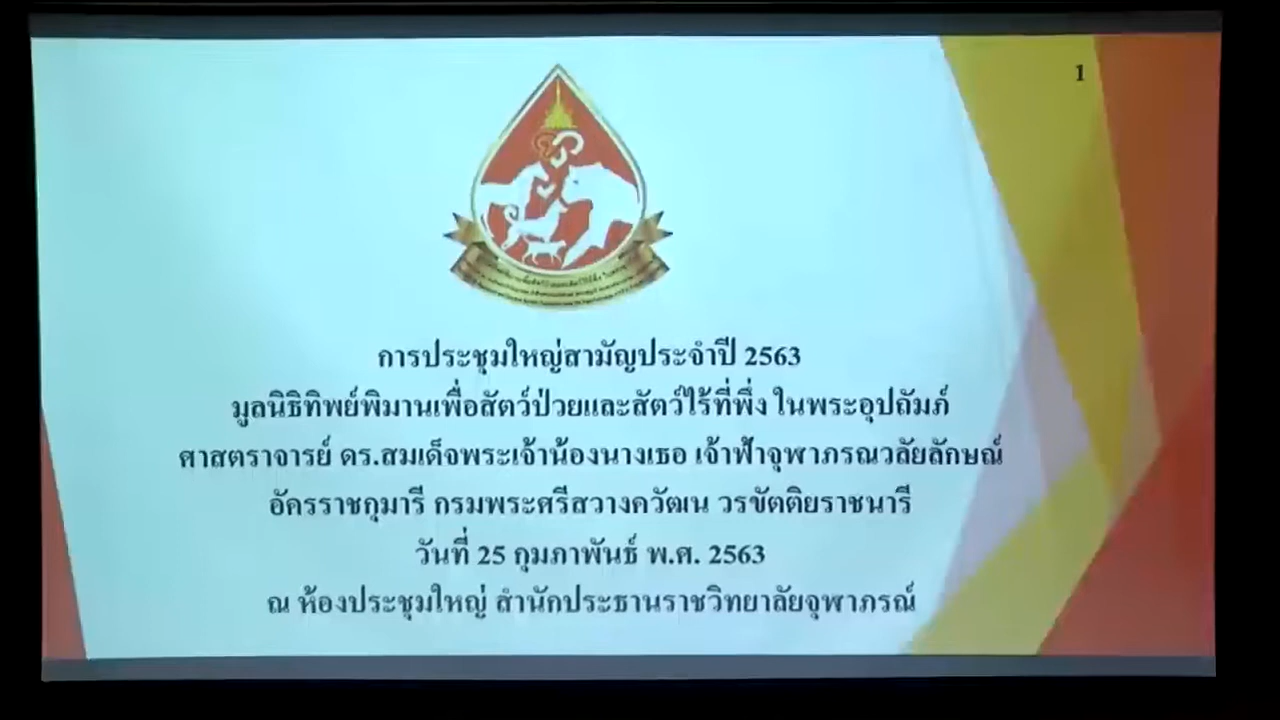 1
การประชุมใหญ่สามัญประจำปี 2563
มูลนิธิทิพย์พิมานเพื่อสัตว์ป่วยและสัตว์ไร้ที่พึ่ง ในพระอุปถัมภ์
ศาสตราจารย์ ดร.สมเด็จพระเจ้าน้องนางเธอ เจ้าฟ้าจุฬาภรณวลัยลักษณ์
อัครราชกุมารี กรมพระศรีสวางควัฒน วรขัตติยราชนารี
วันที่ 25 กุมภาพันธ์ พ.ศ. 2563
ณ ห้องประชุมใหญ่ สำนักประธานราชวิทยาลัยจุฬาภรณ์